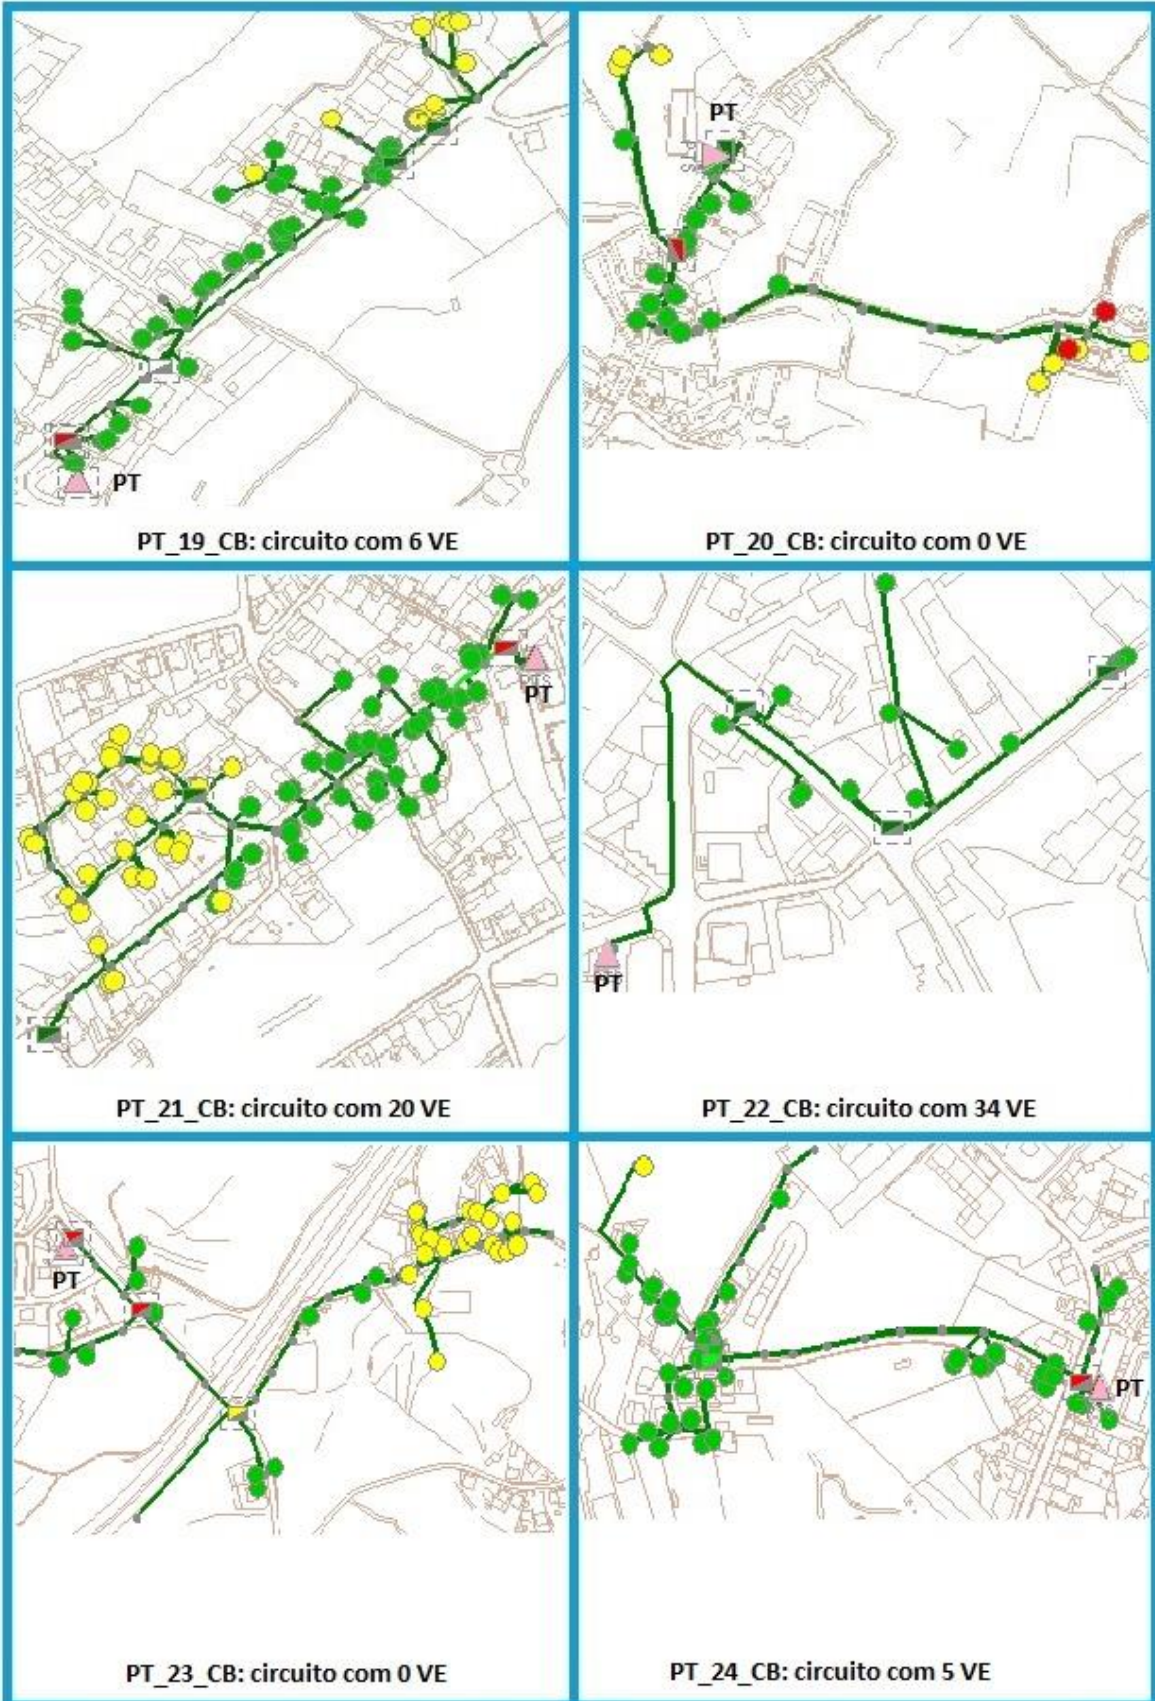 PT
PT
PT_19_CB: circuito com 6 VE
PT_20_CB: circuito com 0 VE
PT
PT_21_CB: circuito com 20 VE
PT
PT_22_CB: circuito com 34 VE
PT
PT_23_CB: circuito com 0 VE
PT
PT_24_CB: circuito com 5 VE